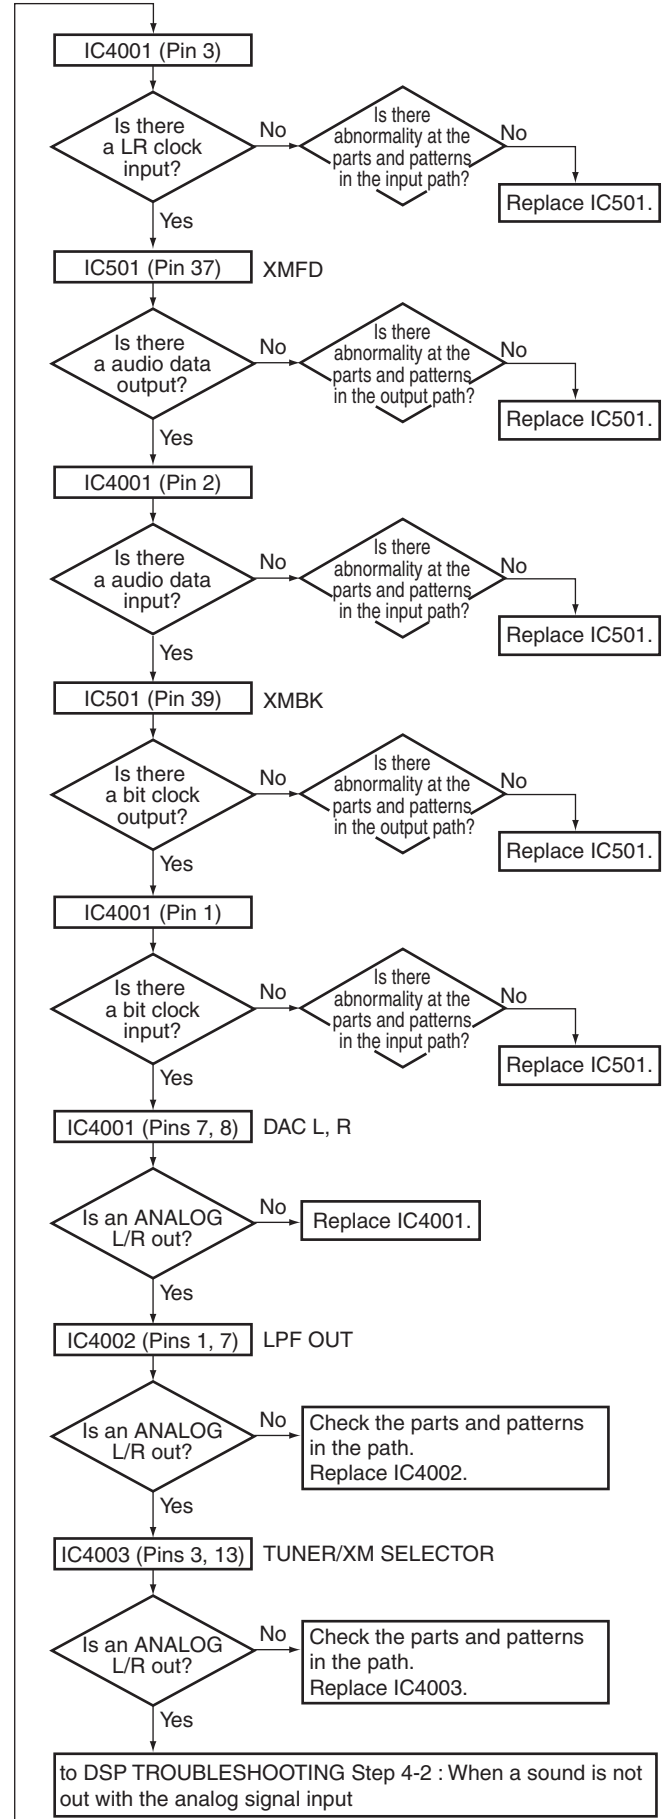 IC4001 (Pin 3)
Is there
a LR clock
input?
No
Is there
abnormality at the
parts and patterns
in the input path?
No
Replace IC501.
Yes
IC501 (Pin 37)
XMFD
Is there
a audio data
output?
No
Is there
abnormality at the
parts and patterns
in the output path?
No
Replace IC501.
Yes
IC4001 (Pin 2)
Is there
a audio data
input?
No
Is there
abnormality at the
parts and patterns
in the input path?
No
Replace IC501.
Yes
IC501 (Pin 39)
XMBK
Is there
a bit clock
output?
No
Is there
abnormality at the
parts and patterns
in the output path?
No
Replace IC501.
Yes
IC4001 (Pin 1)
Is there
a bit clock
input?
No
Is there
abnormality at the
parts and patterns
in the input path?
No
Replace IC501.
Yes
IC4001 (Pins 7, 8)
DAC L, R
Is an ANALOG
L/R out?
No
Replace IC4001.
Yes
IC4002 (Pins 1, 7)
LPF OUT
Is an ANALOG
L/R out?
No
Check the parts and patterns
in the path.
Replace IC4002.
Yes
IC4003 (Pins 3, 13)
TUNER/XM SELECTOR
Is an ANALOG
L/R out?
No
Check the parts and patterns
in the path.
Replace IC4003.
Yes
to DSP TROUBLESHOOTING Step 4-2 : When a sound is not
out with the analog signal input